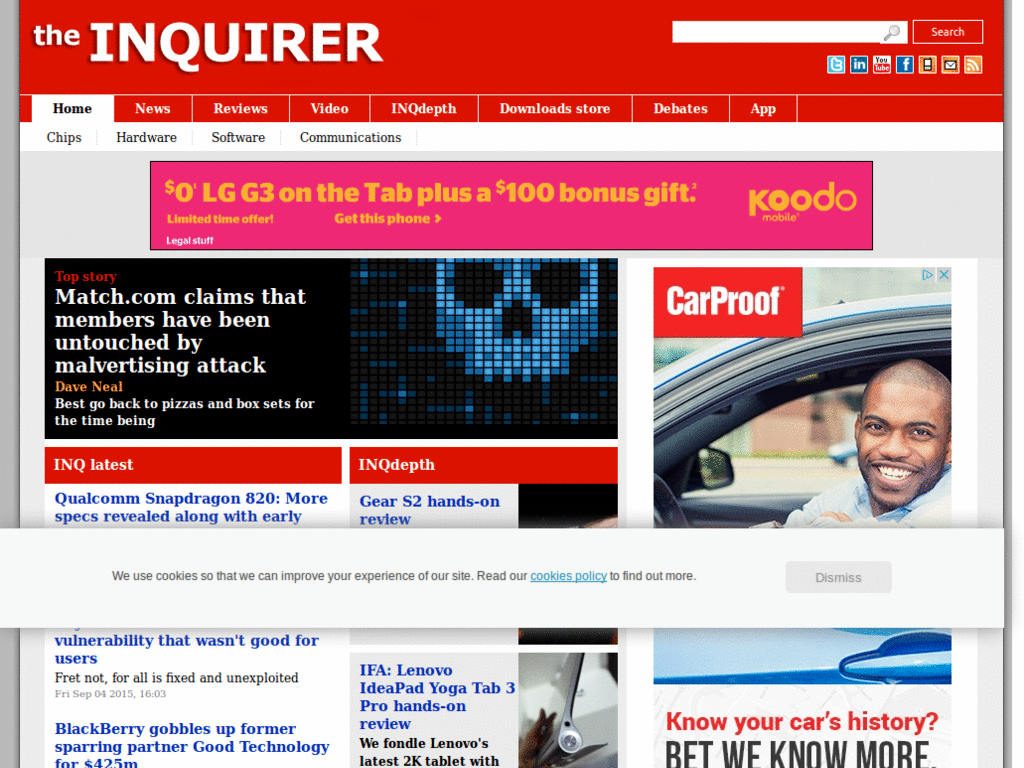 the INQUIRER
Search
You
Tube
Home
News
Reviews
Video
INQdepth
Downloads store
Debates
App
Chips
Hardware
Software
Communications
$0¹ LG G3 on the Tab plus a $100 bonus gift.²
Limited time offer!
Get this phone >
Legal stuff
koodo
mobile
Top story
Match.com claims that
members have been
untouched by
malvertising attack
Dave Neal
Best go back to pizzas and box sets for
the time being
CarProof
INQ latest
INQdepth
Qualcomm Snapdragon 820: More
specs revealed along with early
Gear S2 hands-on
review
We use cookies so that we can improve your experience of our site. Read our cookies policy to find out more.
Dismiss
vulnerability that wasn't good for
users
Fret not, for all is fixed and unexploited
Fri Sep 04 2015, 16:03
BlackBerry gobbles up former
sparring partner Good Technology
for $425m
IFA: Lenovo
IdeaPad Yoga Tab 3
Pro hands-on
review
We fondle Lenovo's
latest 2K tablet with
Know your car's history?
BET WE KNOW MORE.